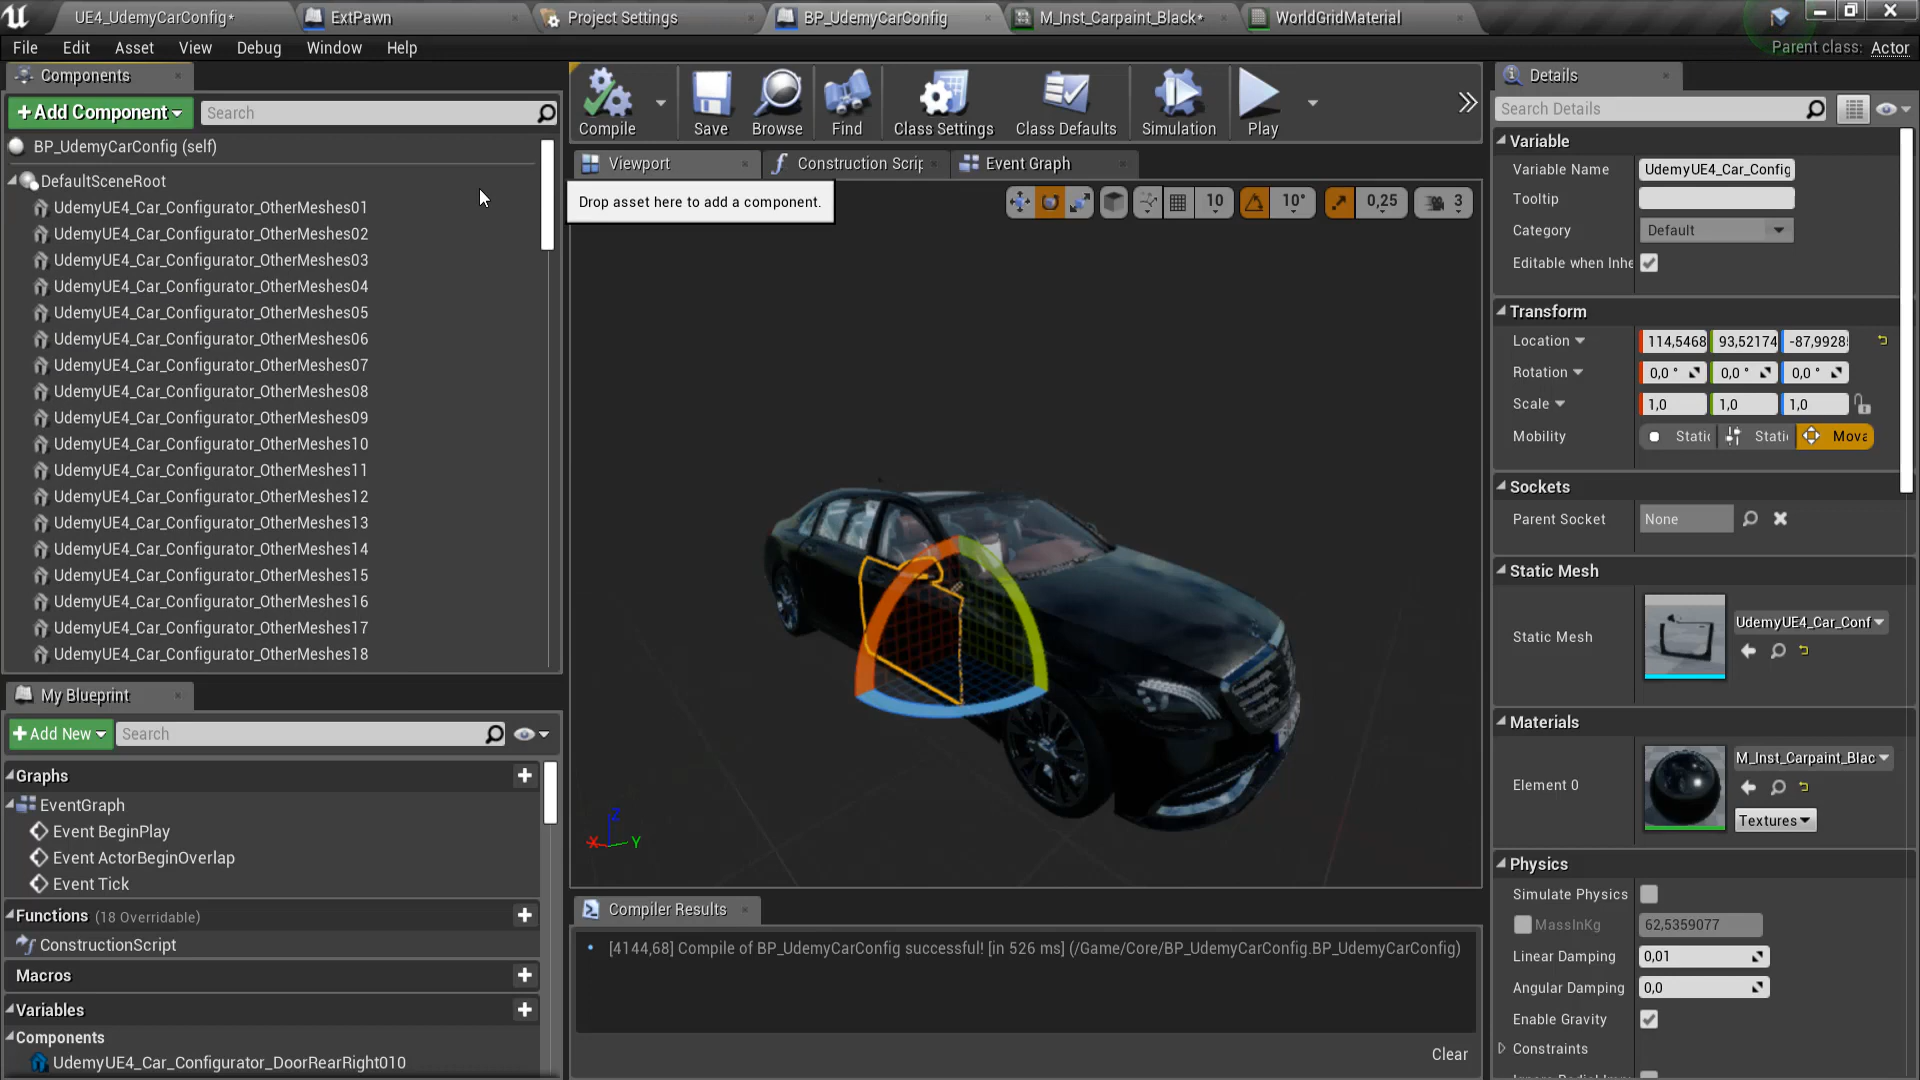 UE4_UdemyCarConfig*
ExtPawn
Project Settings
BP_UdemyCarConfig
M_Inst_Carpaint_Black*
WorldGridMaterial
File Edit Asset View Debug Window Help
Parent class: Actor
Components
+Add Component
Search
BP_UdemyCarConfig (self)
DefaultSceneRoot
UdemyUE4_Car_Configurator_OtherMeshes01
UdemyUE4_Car_Configurator_OtherMeshes02
UdemyUE4_Car_Configurator_OtherMeshes03
UdemyUE4_Car_Configurator_OtherMeshes04
UdemyUE4_Car_Configurator_OtherMeshes05
UdemyUE4_Car_Configurator_OtherMeshes06
UdemyUE4_Car_Configurator_OtherMeshes07
UdemyUE4_Car_Configurator_OtherMeshes08
UdemyUE4_Car_Configurator_OtherMeshes09
UdemyUE4_Car_Configurator_OtherMeshes10
UdemyUE4_Car_Configurator_OtherMeshes11
UdemyUE4_Car_Configurator_OtherMeshes12
UdemyUE4_Car_Configurator_OtherMeshes13
UdemyUE4_Car_Configurator_OtherMeshes14
UdemyUE4_Car_Configurator_OtherMeshes15
UdemyUE4_Car_Configurator_OtherMeshes16
UdemyUE4_Car_Configurator_OtherMeshes17
UdemyUE4_Car_Configurator_OtherMeshes18
My Blueprint
+Add New
Search
Graphs
EventGraph
Event BeginPlay
Event ActorBeginOverlap
Event Tick
Functions (18 Overridable)
ConstructionScript
Macros
Variables
Components
UdemyUE4_Car_Configurator_DoorRearRight010
Compile Save Browse Find Class Settings Class Defaults Simulation Play
Viewport
Construction Scrip
Event Graph
Drop asset here to add a component.
10 10° 0,25 3
X Y Z
Compiler Results
[4144,68] Compile of BP_UdemyCarConfig successful! [in 526 ms] (/Game/Core/BP_UdemyCarConfig.BP_UdemyCarConfig)
Clear
Details
Search Details
Variable
Variable Name UdemyUE4_Car_Config
Tooltip
Category Default
Editable when Inhe
Transform
Location 114,5468 93,52174 -87,9928
Rotation 0,0 ° 0,0 ° 0,0 °
Scale 1,0 1,0 1,0
Mobility Stati Stati Mova
Sockets
Parent Socket None
Static Mesh
Static Mesh UdemyUE4_Car_Conf
Materials
Element 0 M_Inst_Carpaint_Blac
Textures
Physics
Simulate Physics
MassInKg 62,5359077
Linear Damping 0,01
Angular Damping 0,0
Enable Gravity
Constraints